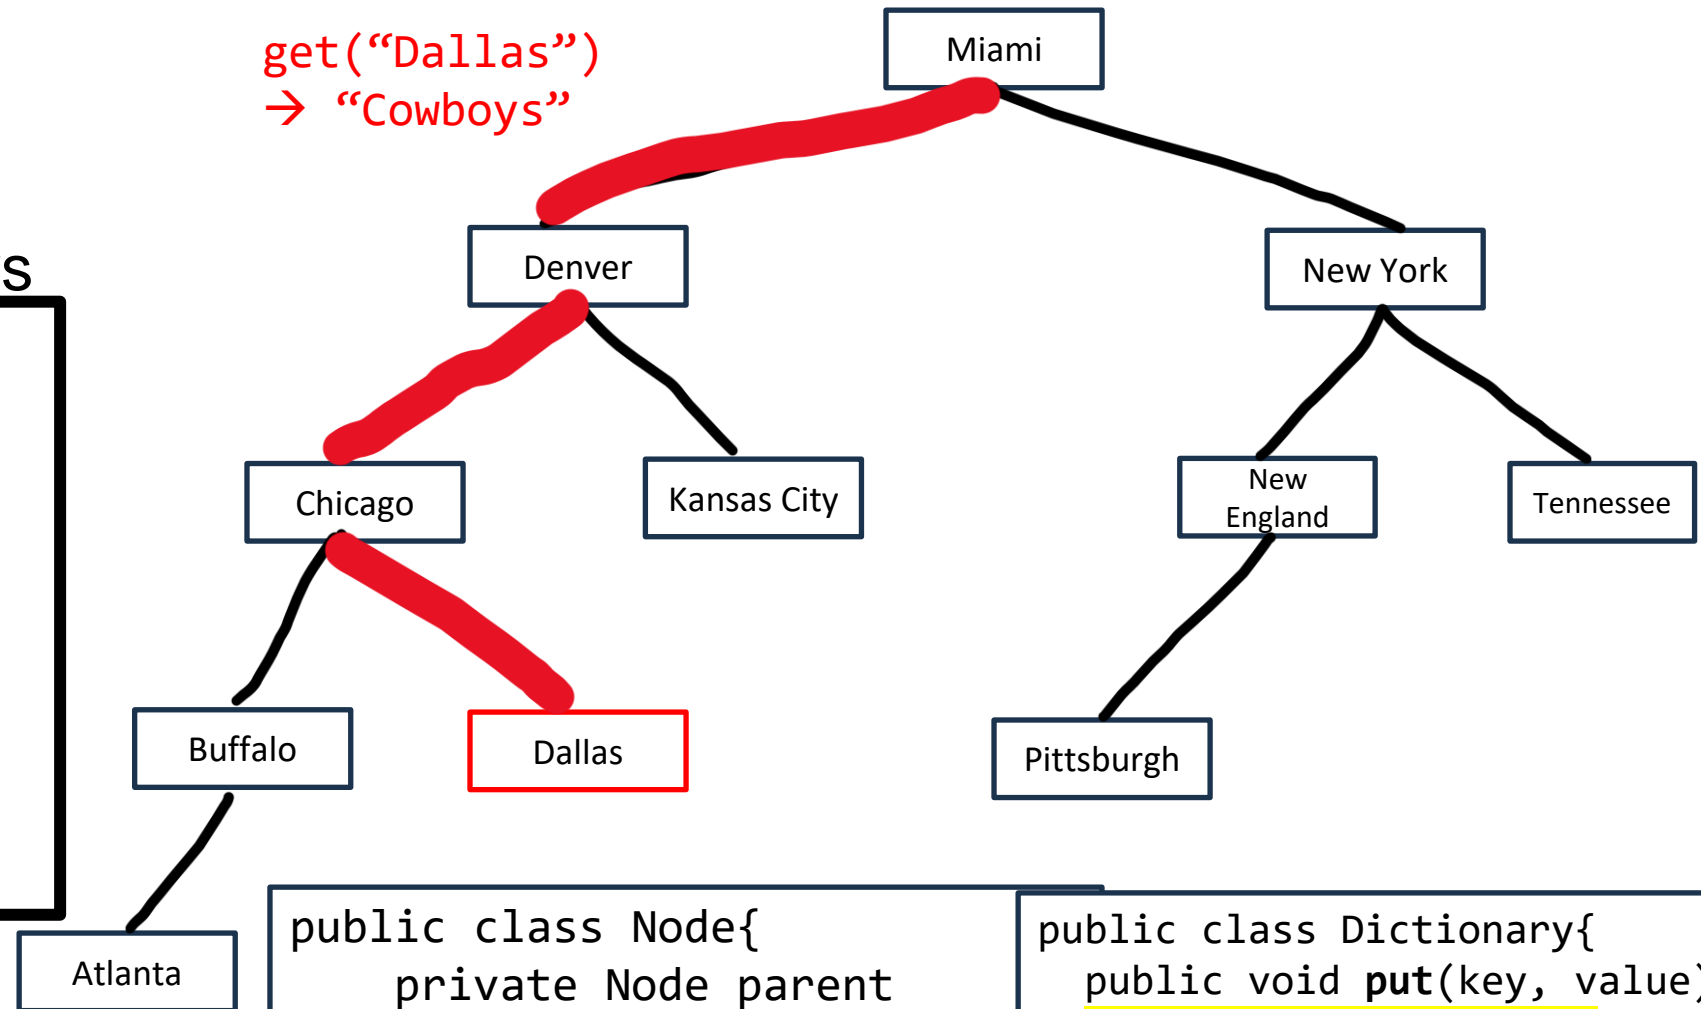 get(“Dallas”)
→ “Cowboys”
Miami
Denver
New York
Chicago
Kansas City
New
England
Tennessee
Buffalo
Dallas
Pittsburgh
Atlanta
public class Node{
private Node parent
public class Dictionary{
public void put(key, value)